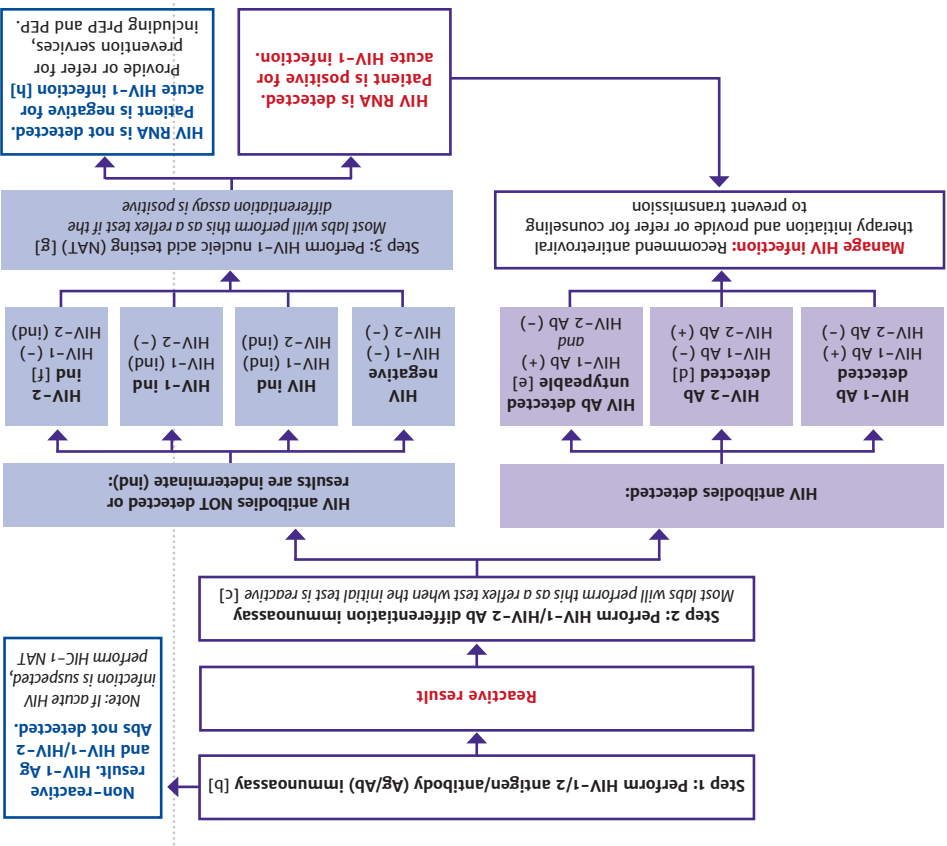 Step 1: Perform HIV-1/2 antigen/antibody (Ag/Ab) immunoassay [b]
Non-reactive
result. HIV-1 Ag
and HIV-1/HIV-2
Abs not detected.
Note: If acute HIV
infection is suspected,
perform HIC-1 NAT
Reactive result
Step 2: Perform HIV-1/HIV-2 Ab differentiation immunoassay
Most labs will perform this as a reflex test when the initial test is reactive [c]
HIV antibodies detected:
HIV antibodies NOT detected or
results are indeterminate (ind):
HIV-1 Ab
detected
HIV-1 Ab (+)
HIV-2 Ab (-)
HIV-2 Ab
detected [d]
HIV-1 Ab (-)
HIV-2 Ab (+)
HIV Ab detected
untypeable [e]
HIV-1 Ab (+)
and
HIV-2 Ab (-)
HIV
negative
HIV-1 (-)
HIV-2 (-)
HIV ind
HIV-1 (ind)
HIV-2 (ind)
HIV-1 ind
HIV-1 (ind)
HIV-2 (-)
HIV-2
ind [f]
HIV-1 (-)
HIV-2 (ind)
Manage HIV infection: Recommend antiretroviral
therapy initiation and provide or refer for counseling
to prevent transmission
Step 3: Perform HIV-1 nucleic acid testing (NAT) [g]
Most labs will perform this as a reflex test if the
differentiation assay is positive
HIV RNA is detected.
Patient is positive for
acute HIV-1 infection.
HIV RNA is not detected.
Patient is negative for
acute HIV-1 infection [h]
Provide or refer for
prevention services,
including PrEP and PEP.